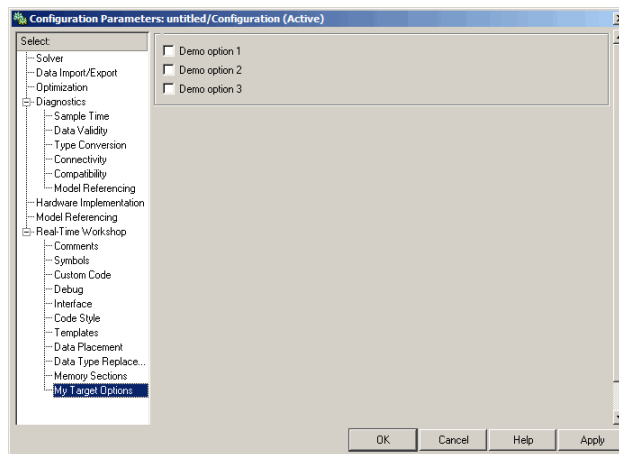 Configuration Parameters: untitled/Configuration (Active)
Select:
Solver
Data Import/Export
Optimization
Diagnostics
Sample Time
Data Validity
Type Conversion
Connectivity
Compatibility
Model Referencing
Hardware Implementation
Model Referencing
Real-Time Workshop
Comments
Symbols
Custom Code
Debug
Interface
Code Style
Templates
Data Placement
Data Type Replace...
Memory Sections
My Target Options
Demo option 1
Demo option 2
Demo option 3
OK Cancel Help Apply